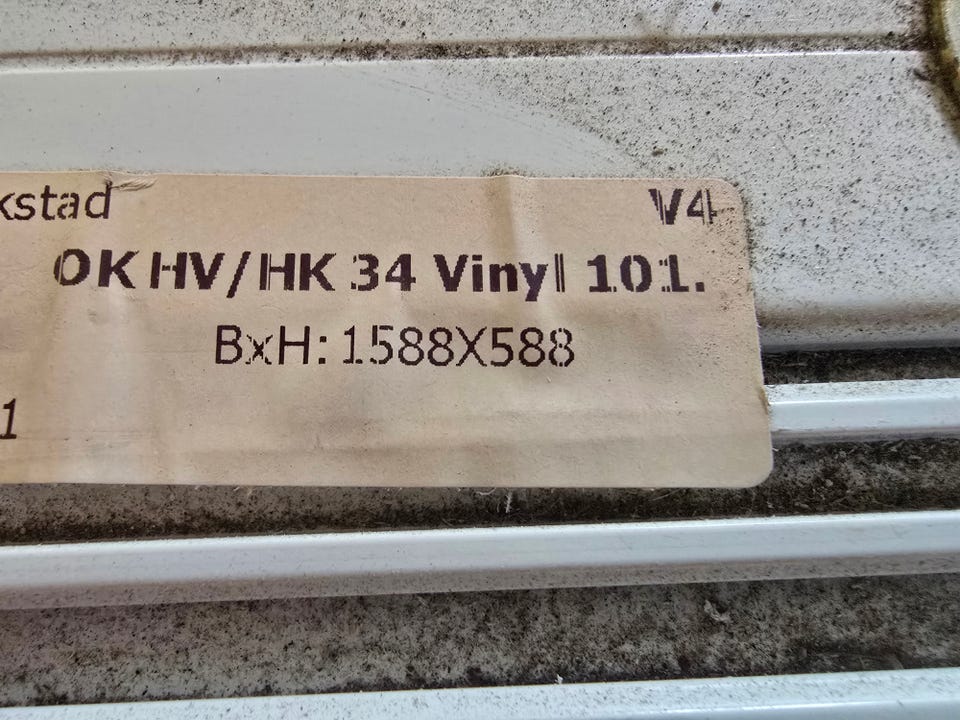 kstad V4
OK HV/HK 34 Vinyl 101.
BxH: 1588X588
1